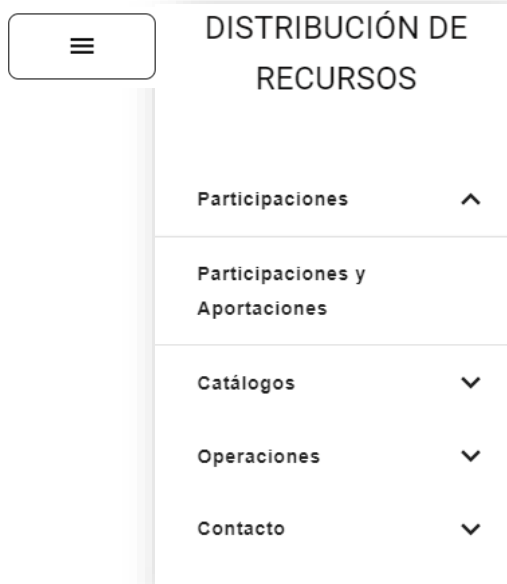 DISTRIBUCIÓN DE
RECURSOS
Participaciones
Participaciones y
Aportaciones
Catálogos
Operaciones
Contacto